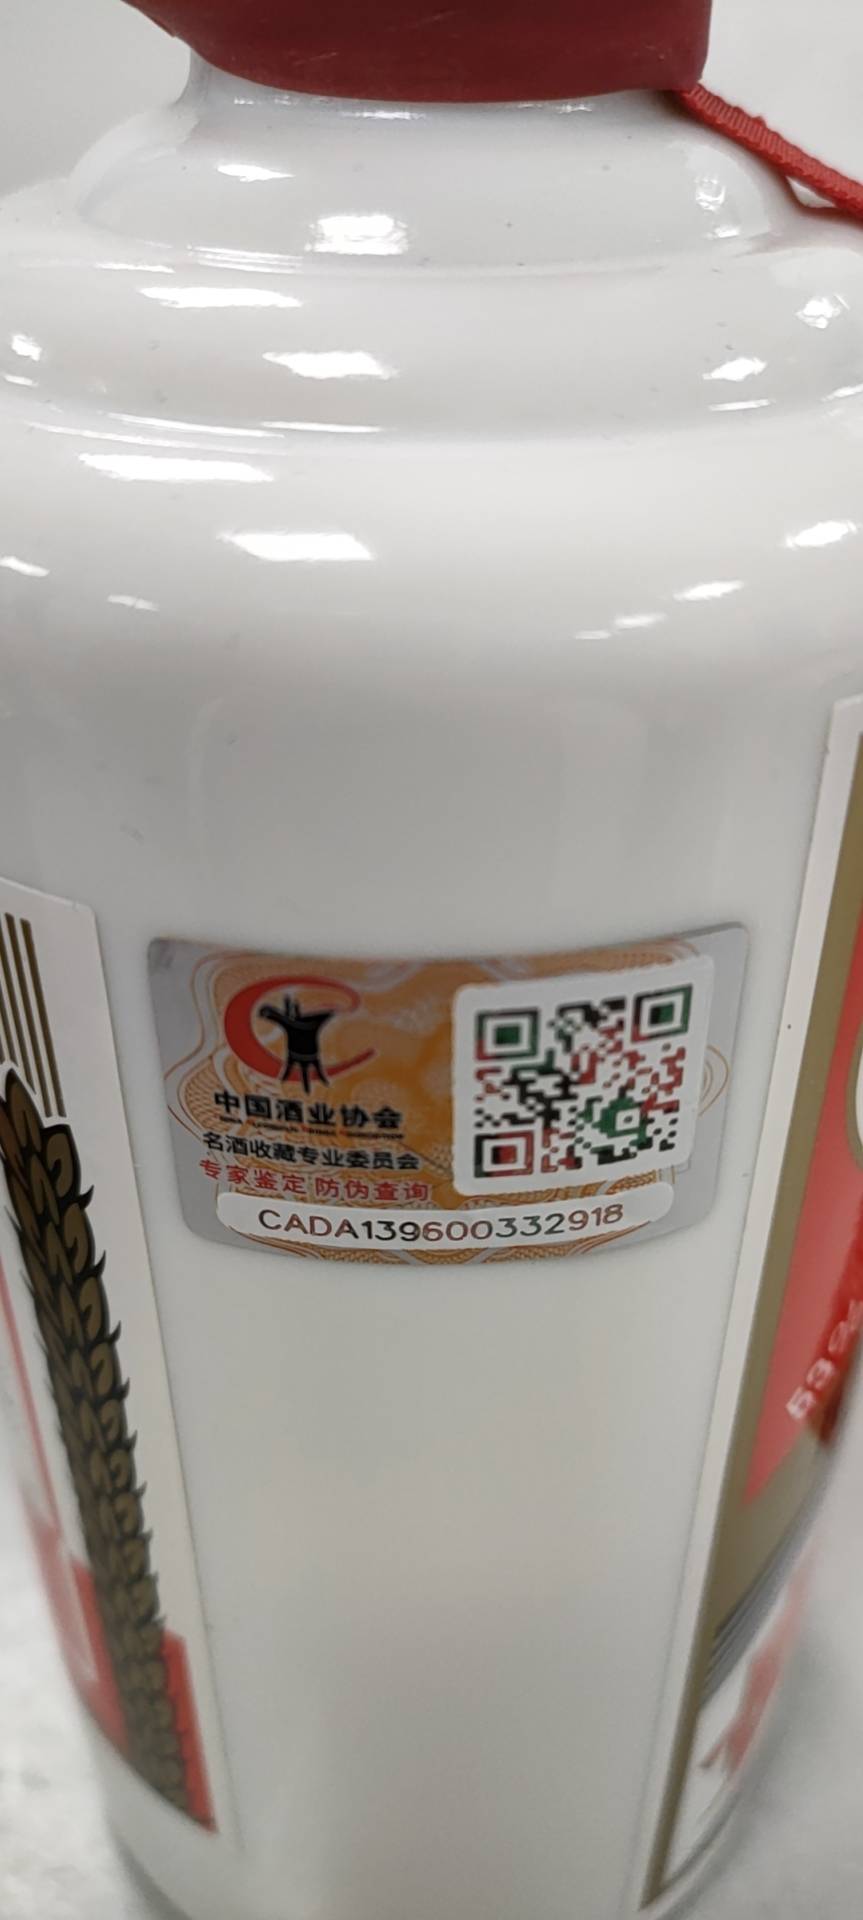 中国酒业协会
名酒收藏专业委员会
专家鉴定 防伪查询
CADA139600332918
53%